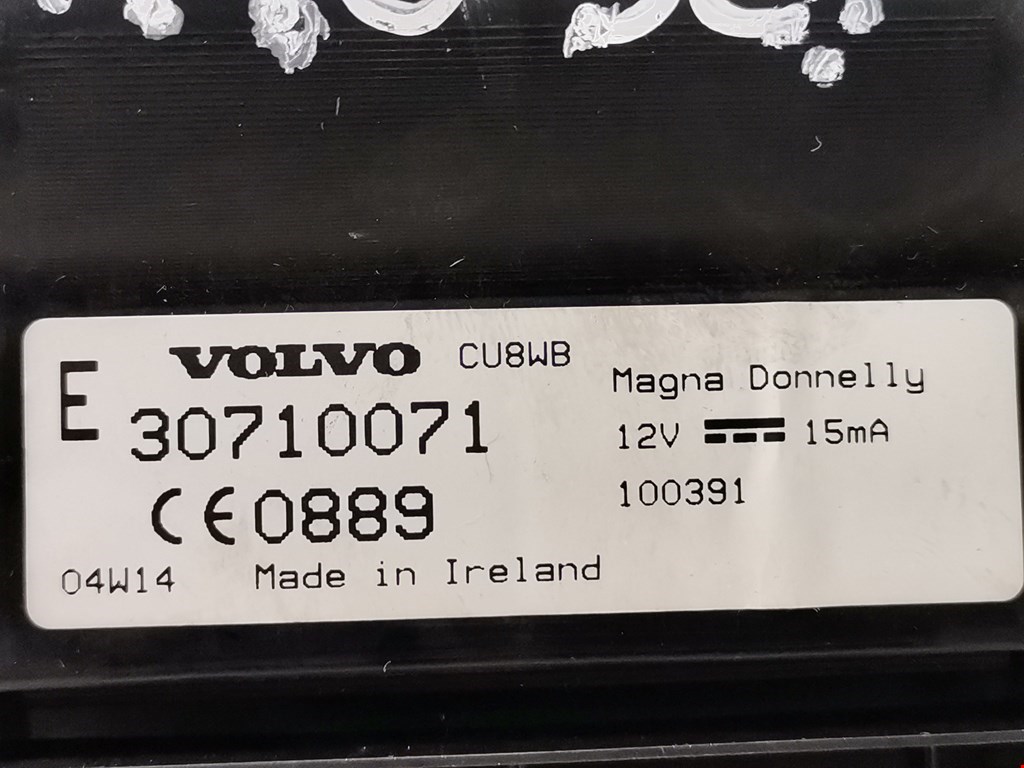 E VOLVO CU8WB
30710071
CE0889
04W14 Made in Ireland
Magna Donnelly
12V ⎓ 15mA
100391